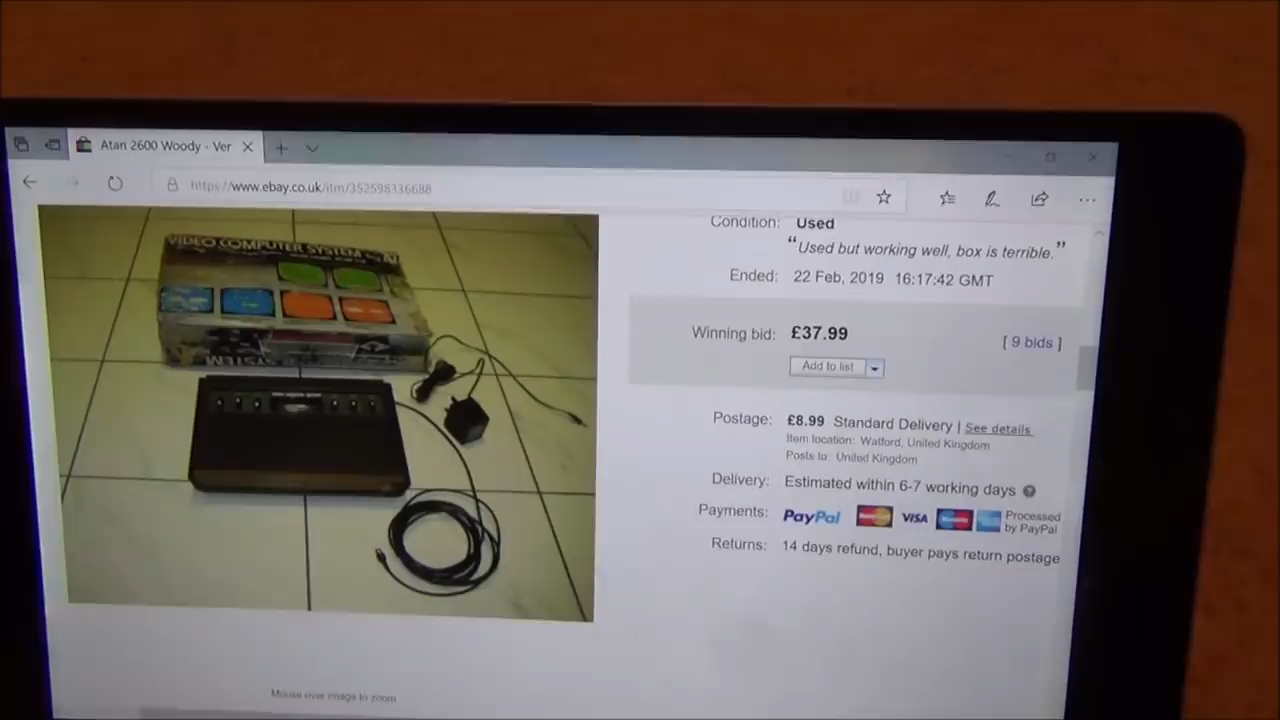 Atari 2600 Woody - Ver
https://www.ebay.co.uk/itm/352598336688
VIDEO COMPUTER SYSTEM
Condition: Used
“Used but working well, box is terrible.”
Ended: 22 Feb, 2019 16:17:42 GMT
Winning bid: £37.99 [ 9 bids ]
Add to list
Postage: £8.99 Standard Delivery | See details
Item location: Watford, United Kingdom
Posts to: United Kingdom
Delivery: Estimated within 6-7 working days
Payments: PayPal MasterCard VISA Processed
by PayPal
Returns: 14 days refund, buyer pays return postage
Mouse over image to zoom